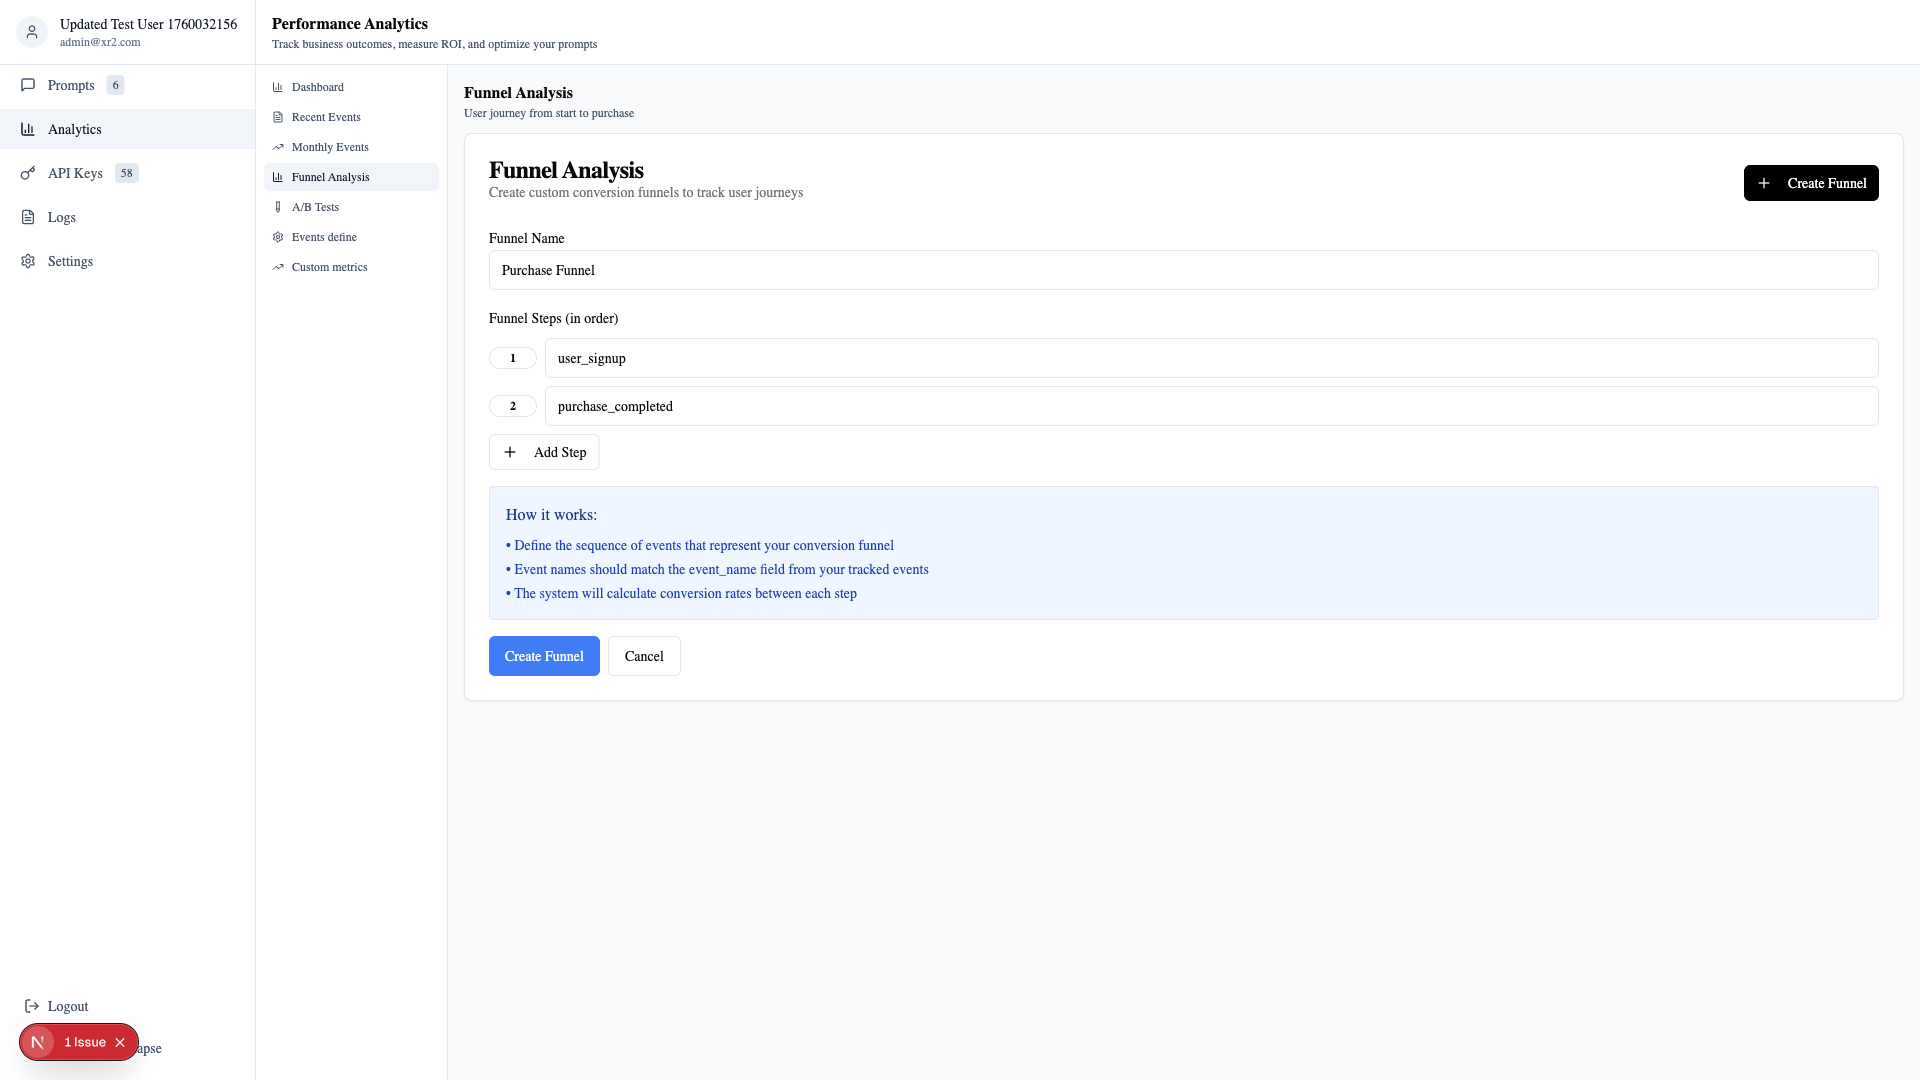 Updated Test User 1760032156
admin@xr2.com
Prompts 6
Analytics
API Keys 58
Logs
Settings
Logout
apse
1 Issue
Performance Analytics
Track business outcomes, measure ROI, and optimize your prompts
Dashboard
Recent Events
Monthly Events
Funnel Analysis
A/B Tests
Events define
Custom metrics
Funnel Analysis
User journey from start to purchase
Funnel Analysis
Create custom conversion funnels to track user journeys
Create Funnel
Funnel Name
Purchase Funnel
Funnel Steps (in order)
1 user_signup
2 purchase_completed
Add Step
How it works:
• Define the sequence of events that represent your conversion funnel
• Event names should match the event_name field from your tracked events
• The system will calculate conversion rates between each step
Create Funnel Cancel